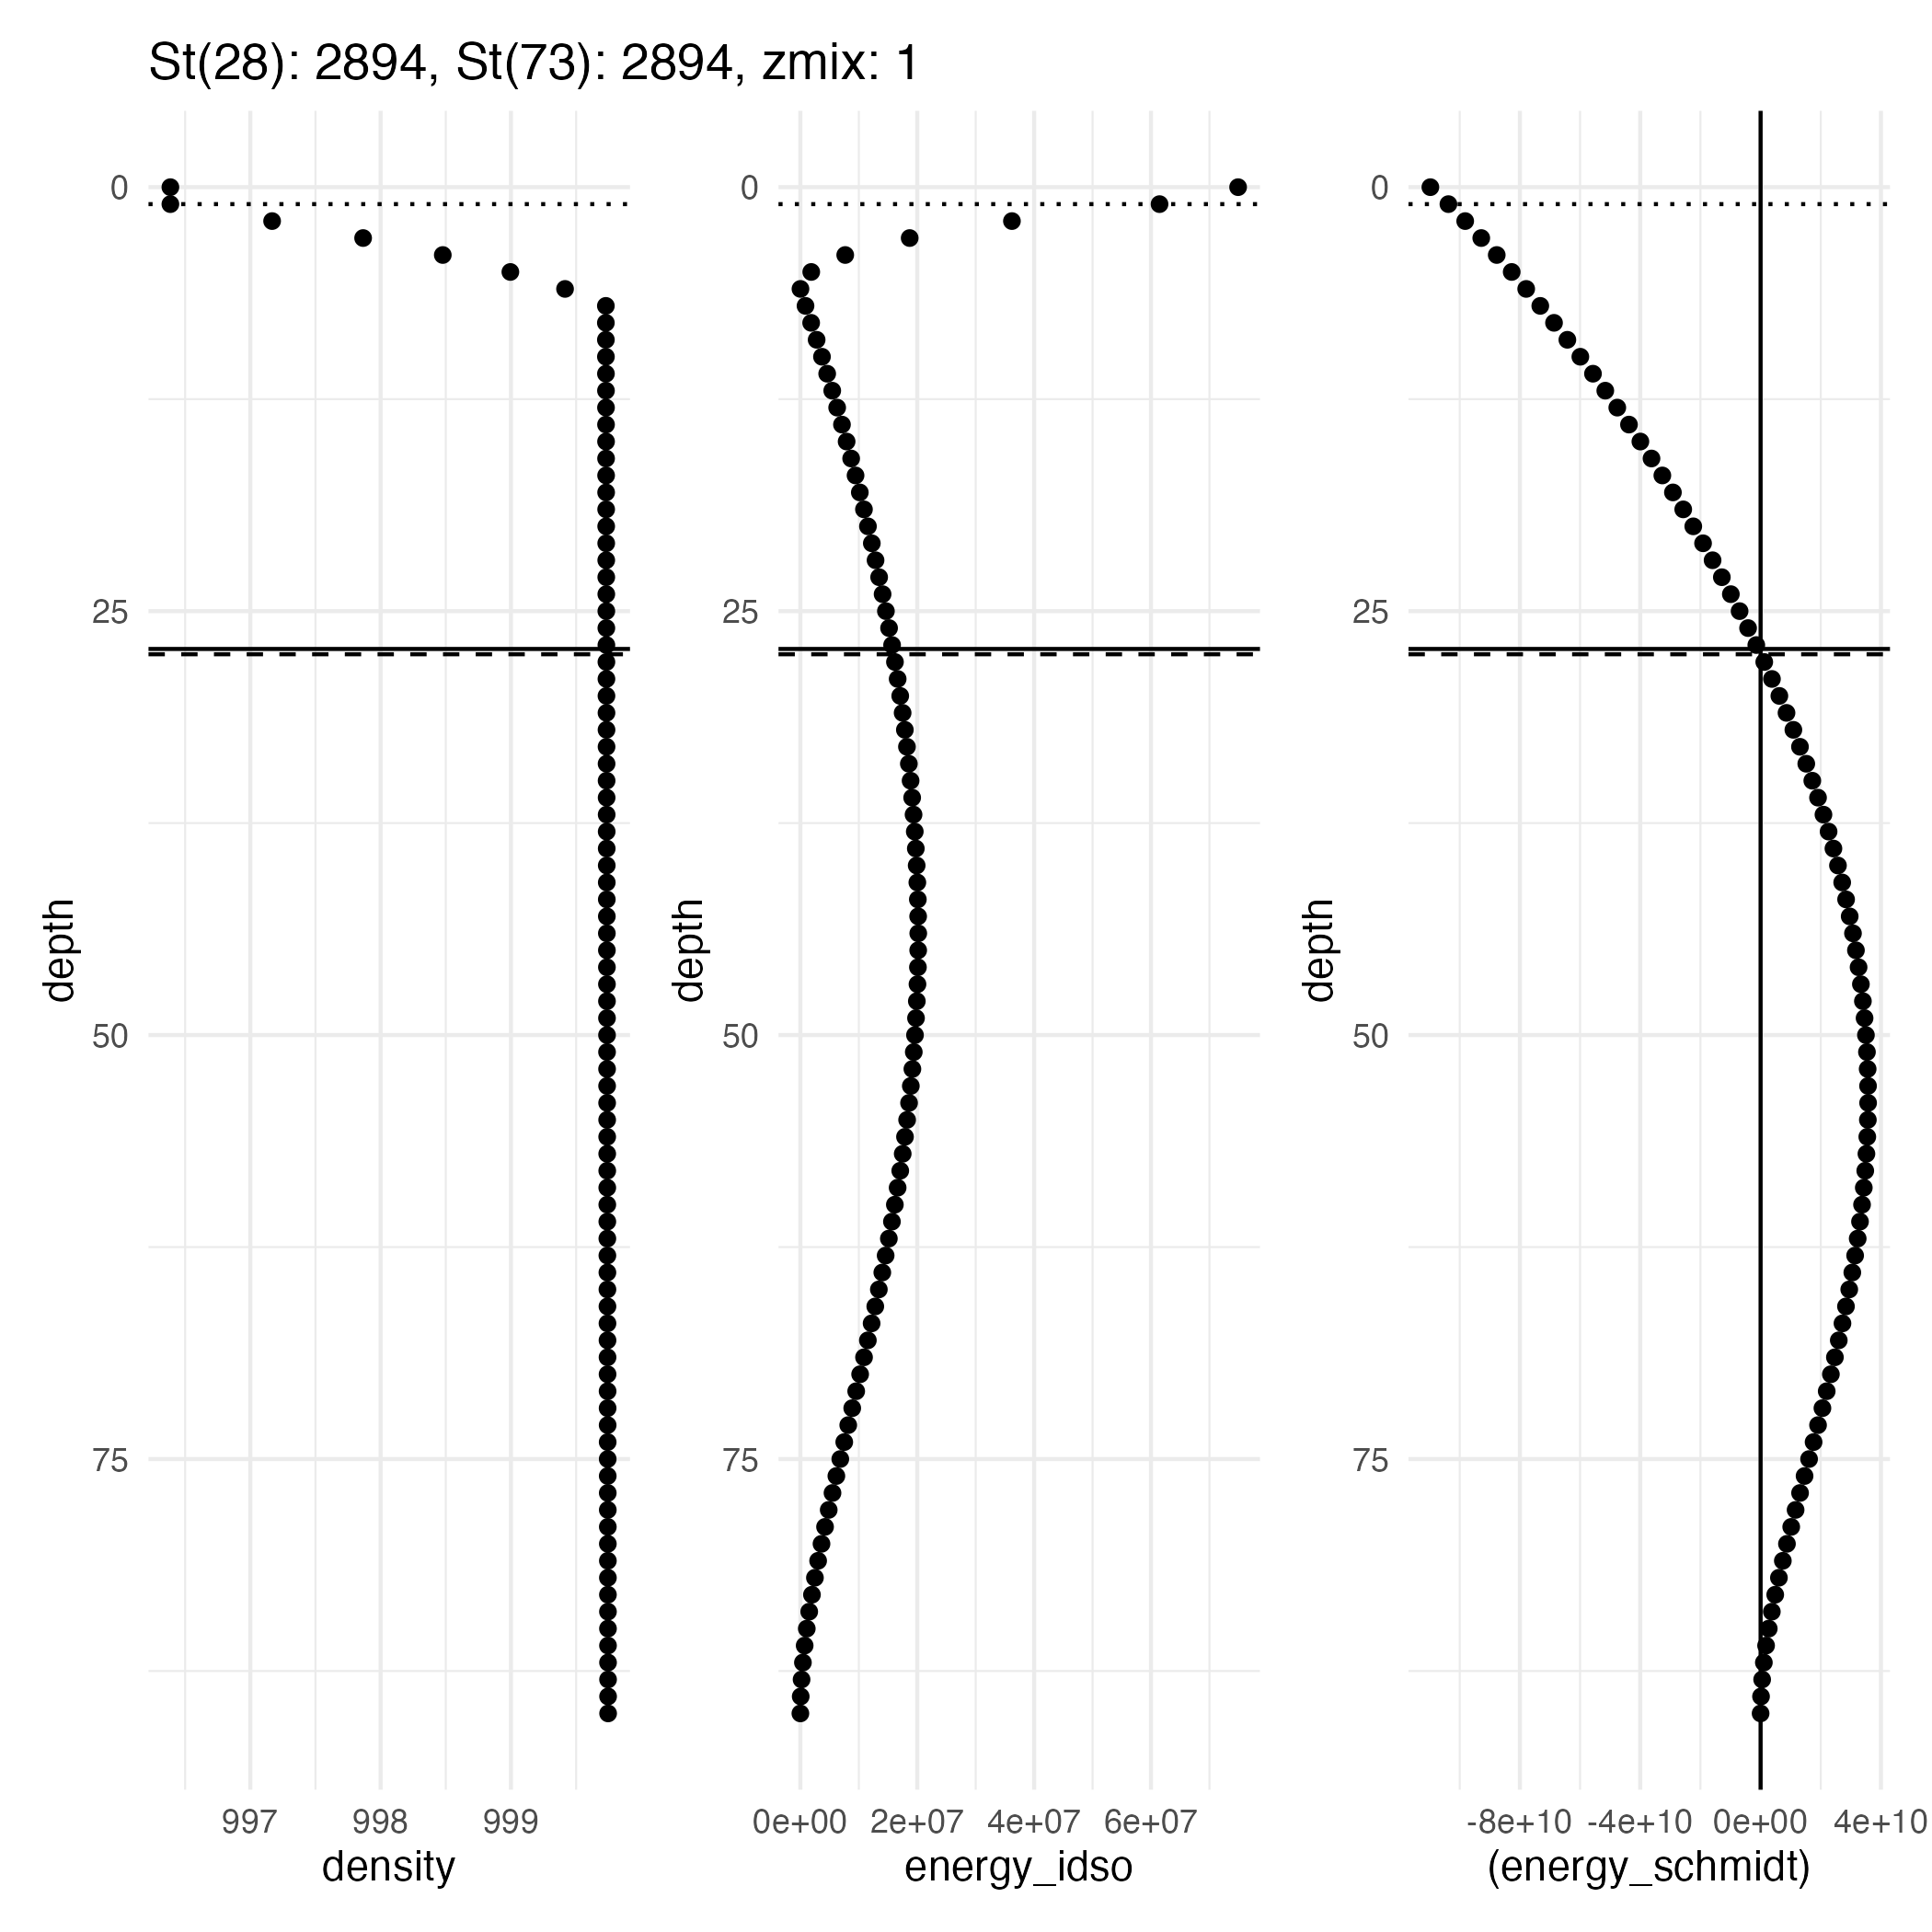 St(28): 2894, St(73): 2894, zmix: 1
0
25
50
75
depth
997 998 999
density
0
25
50
75
depth
0e+00 2e+07 4e+07 6e+07
energy_idso
0
25
50
75
depth
-8e+10 -4e+10 0e+00 4e+10
(energy_schmidt)